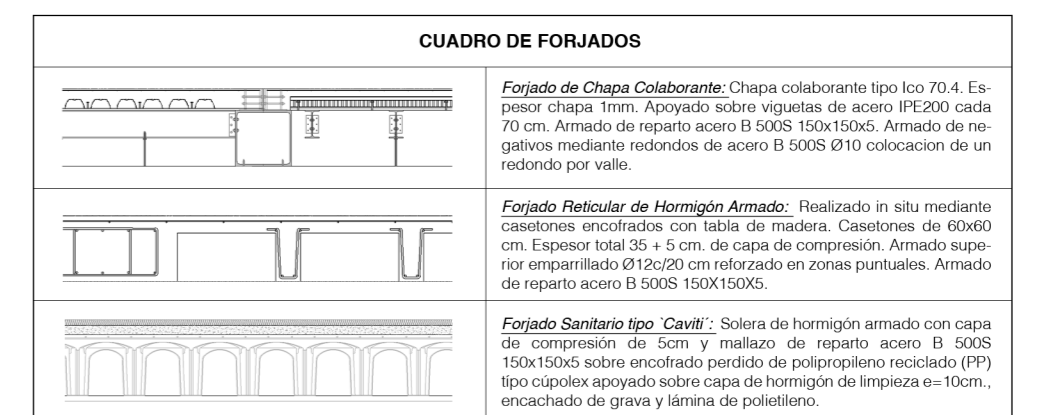 CUADRO DE FORJADOS
Forjado de Chapa Colaborante: Chapa colaborante tipo Ico 70.4. Es-
pesor chapa 1mm. Apoyado sobre viguetas de acero IPE200 cada
70 cm. Armado de reparto acero B 500S 150x150x5. Armado de ne-
gativos mediante redondos de acero B 500S Ø10 colocacion de un
redondo por valle.
Forjado Reticular de Hormigón Armado: Realizado in situ mediante
casetones encofrados con tabla de madera. Casetones de 60x60
cm. Espesor total 35 + 5 cm. de capa de compresión. Armado supe-
rior emparrillado Ø12c/20 cm reforzado en zonas puntuales. Armado
de reparto acero B 500S 150X150X5.
Forjado Sanitario tipo `Caviti´: Solera de hormigón armado con capa
de compresión de 5cm y mallazo de reparto acero B 500S
150x150x5 sobre encofrado perdido de polipropileno reciclado (PP)
típo cúpolex apoyado sobre capa de hormigón de limpieza e=10cm.,
encachado de grava y lámina de polietileno.